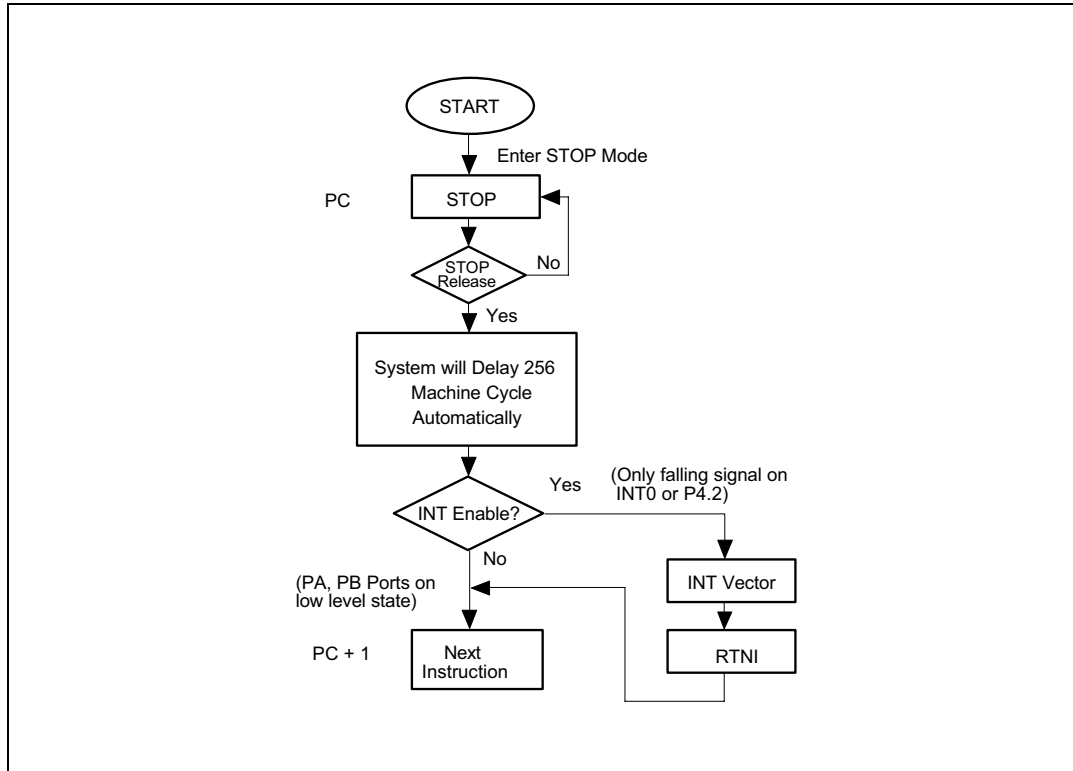 START
Enter STOP Mode
PC
STOP
STOP
Release
No
Yes
System will Delay 256
Machine Cycle
Automatically
INT Enable?
Yes
(Only falling signal on
INT0 or P4.2)
No
INT Vector
(PA, PB Ports on
low level state)
RTNI
PC + 1
Next
Instruction